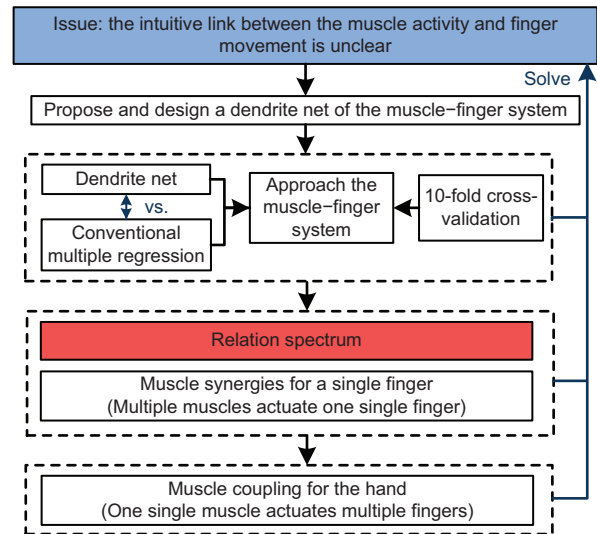 Issue: the intuitive link between the muscle activity and finger
movement is unclear
Solve
Propose and design a dendrite net of the muscle−finger system
Dendrite net
vs.
Conventional
multiple regression
Approach the
muscle−finger
system
10-fold cross-
validation
Relation spectrum
Muscle synergies for a single finger
(Multiple muscles actuate one single finger)
Muscle coupling for the hand
(One single muscle actuates multiple fingers)